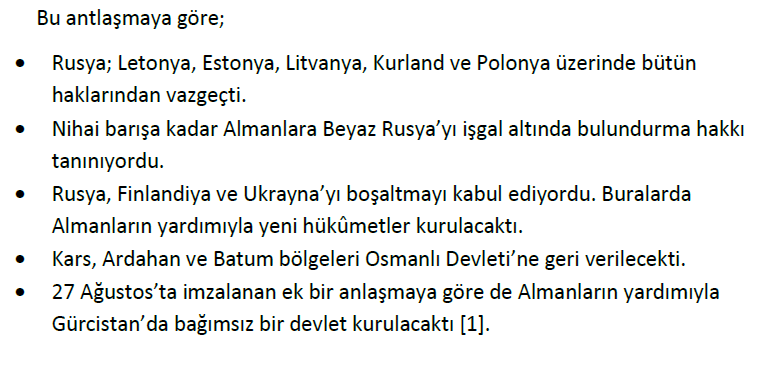 Bu antlaşmaya göre;
• Rusya; Letonya, Estonya, Litvanya, Kurland ve Polonya üzerinde bütün
haklarından vazgeçti.
• Nihai barışa kadar Almanlara Beyaz Rusya’yı işgal altında bulundurma hakkı
tanınıyordu.
• Rusya, Finlandiya ve Ukrayna’yı boşaltmayı kabul ediyordu. Buralarda
Almanların yardımıyla yeni hükûmetler kurulacaktı.
• Kars, Ardahan ve Batum bölgeleri Osmanlı Devleti’ne geri verilecekti.
• 27 Ağustos’ta imzalanan ek bir anlaşmaya göre de Almanların yardımıyla
Gürcistan’da bağımsız bir devlet kurulacaktı [1].